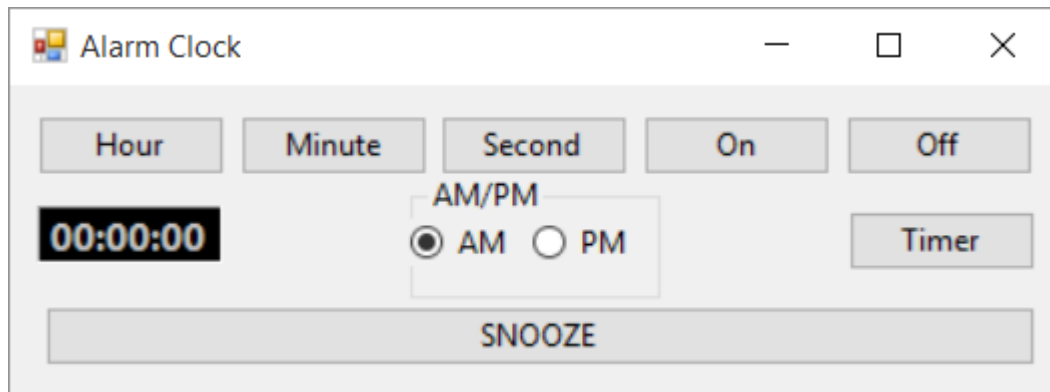 Alarm Clock
Hour Minute Second On Off
AM/PM
00:00:00 AM PM Timer
SNOOZE